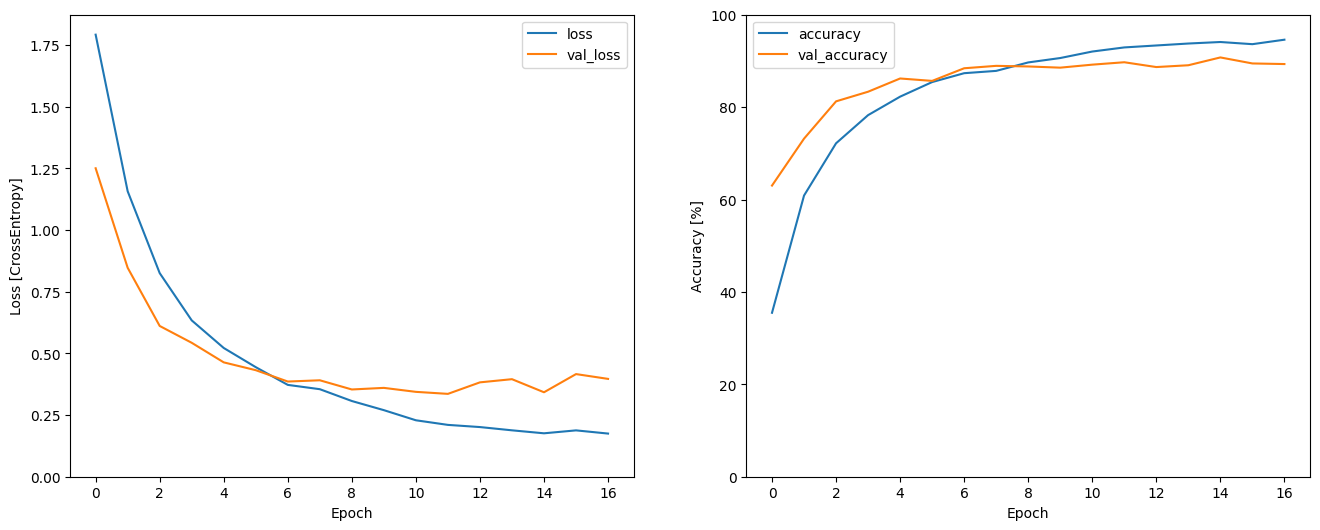 loss
val_loss
1.75
1.50
1.25
1.00
0.75
0.50
0.25
0.00
Loss [CrossEntropy]
0 2 4 6 8 10 12 14 16
Epoch
accuracy
val_accuracy
100
80
60
40
20
0
Accuracy [%]
0 2 4 6 8 10 12 14 16
Epoch